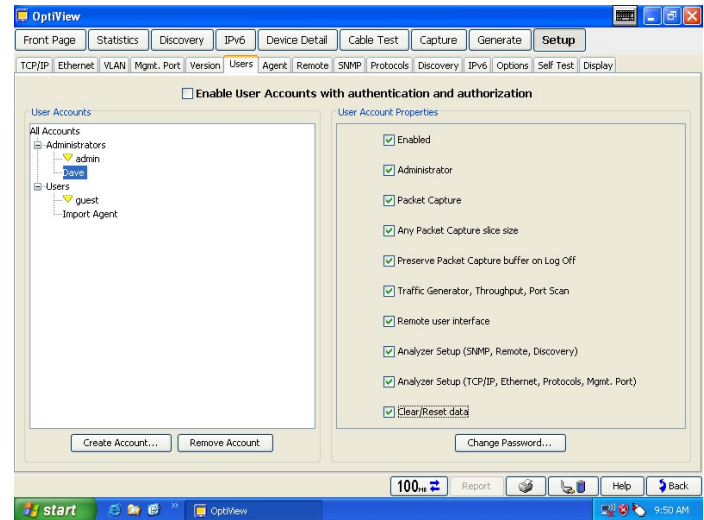 OptiView
Front Page Statistics Discovery IPv6 Device Detail Cable Test Capture Generate Setup
TCP/IP Ethernet VLAN Mgmt. Port Version Users Agent Remote SNMP Protocols Discovery IPv6 Options Self Test Display
Enable User Accounts with authentication and authorization
User Accounts
All Accounts
Administrators
admin
Dave
Users
guest
Import Agent
Create Account... Remove Account
User Account Properties
Enabled
Administrator
Packet Capture
Any Packet Capture slice size
Preserve Packet Capture buffer on Log Off
Traffic Generator, Throughput, Port Scan
Remote user interface
Analyzer Setup (SNMP, Remote, Discovery)
Analyzer Setup (TCP/IP, Ethernet, Protocols, Mgmt. Port)
Clear/Reset data
Change Password...
100 Report Help Back
start OptiView 9:50 AM